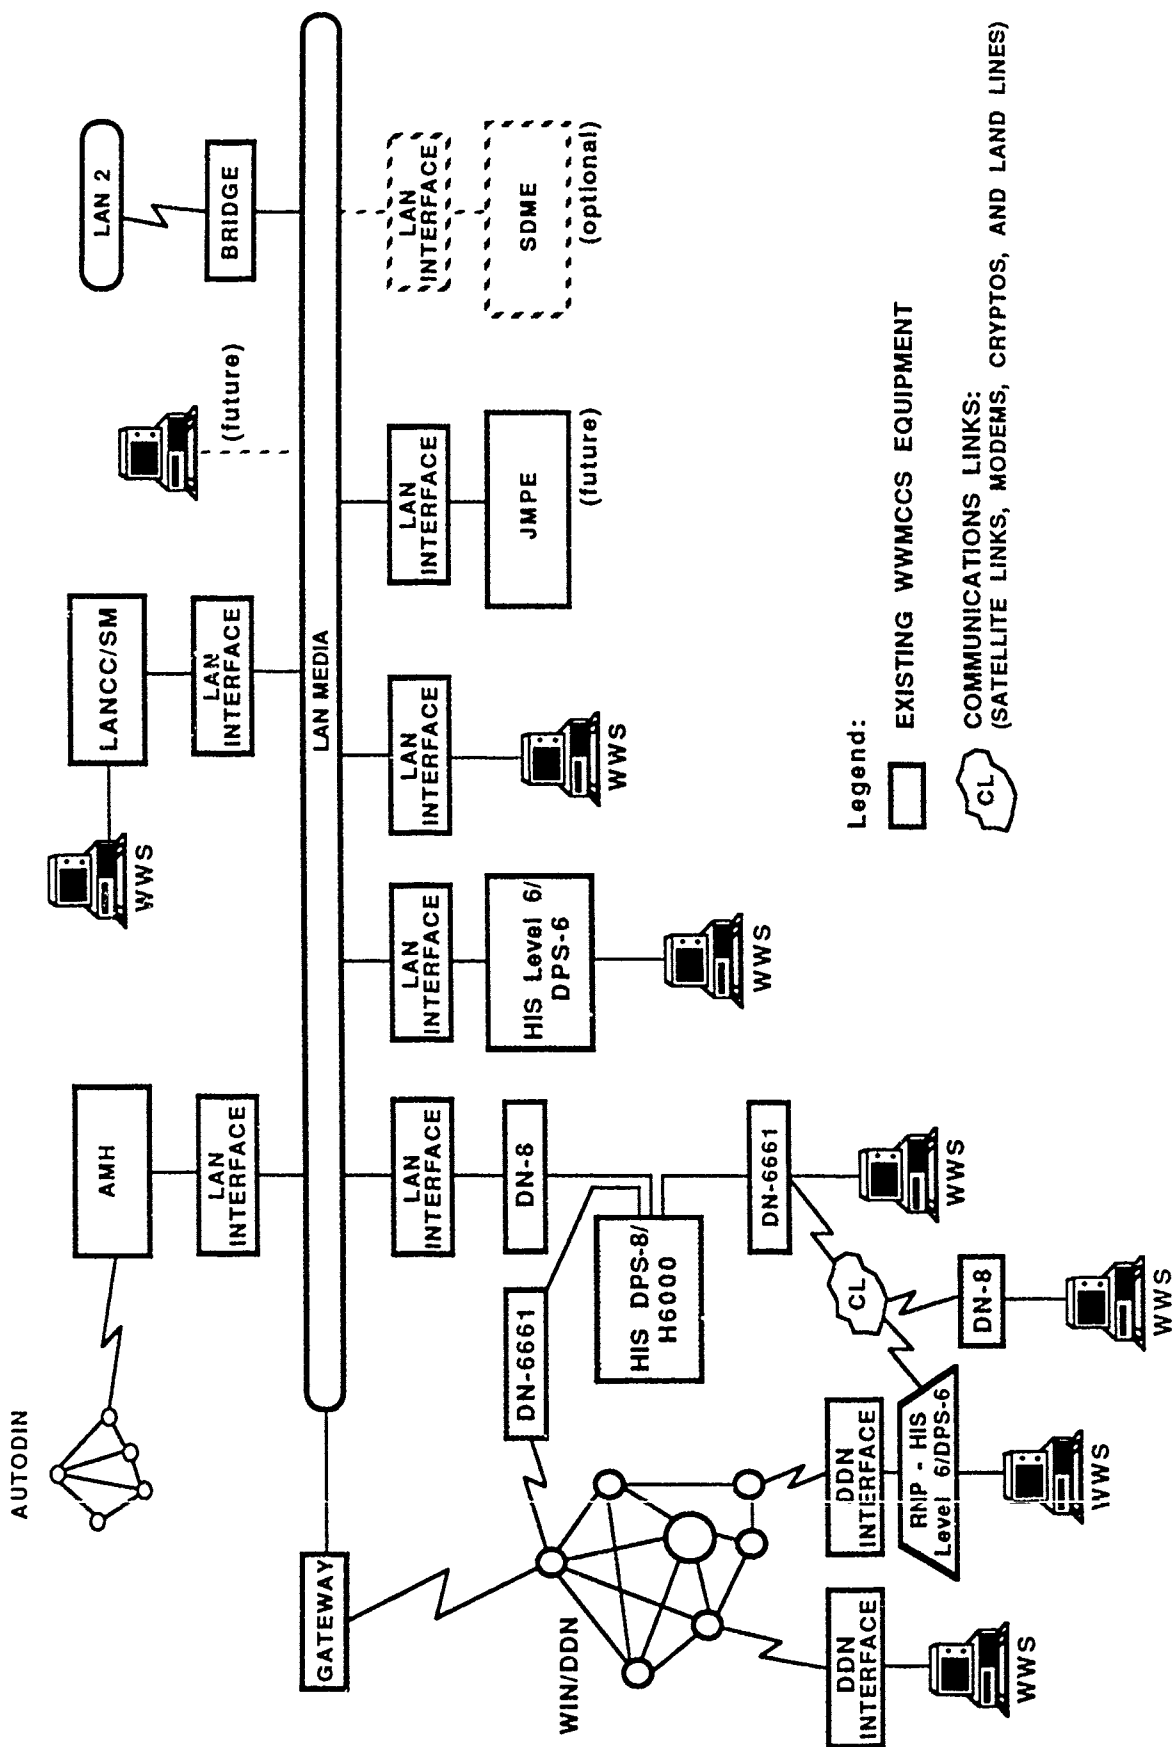 AUTODIN
AMH
LAN
INTERFACE
WWS
LANCC/SM
LAN
INTERFACE
(future)
LAN 2
BRIDGE
GATEWAY
LAN MEDIA
LAN
INTERFACE
DN-8
DN-6661
HIS DPS-8/
H6000
DN-6661
WWS
CL
DN-8
WWS
WIN/DDN
DDN
INTERFACE
WWS
DDN
INTERFACE
RNP - HIS
Level 6/DPS-6
WWS
LAN
INTERFACE
HIS Level 6/
DPS-6
WWS
LAN
INTERFACE
WWS
LAN
INTERFACE
JMPE
(future)
LAN
INTERFACE
SDME
(optional)
Legend:
EXISTING WWMCCS EQUIPMENT
CL
COMMUNICATIONS LINKS:
(SATELLITE LINKS, MODEMS, CRYPTOS, AND LAND LINES)